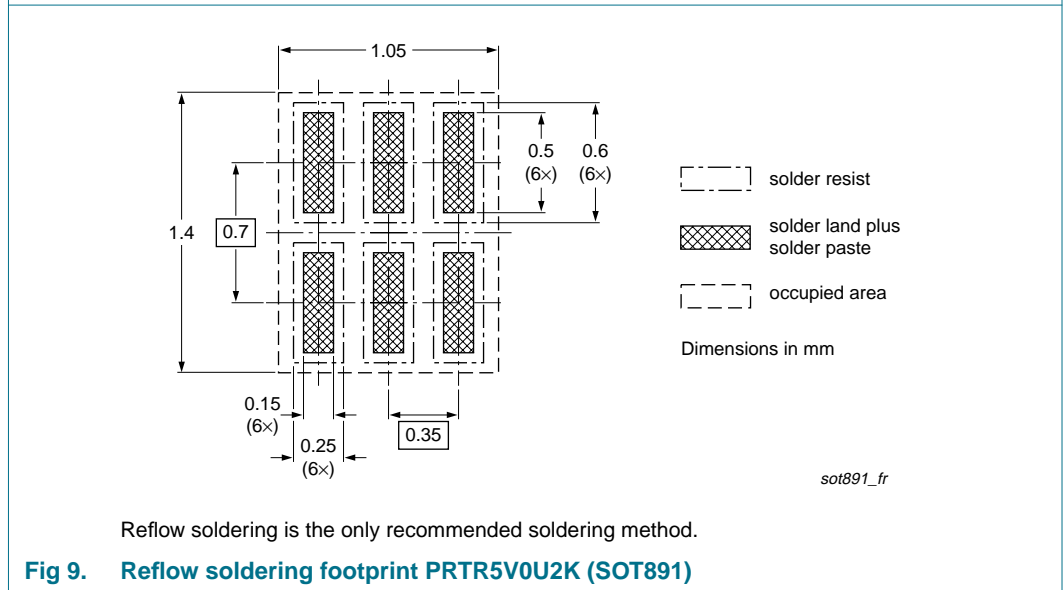 1.05
0.5
(6×)
0.6
(6×)
1.4
0.7
solder resist
solder land plus
solder paste
occupied area
Dimensions in mm
0.15
(6×)
0.25
(6×)
0.35
sot891_fr
Reflow soldering is the only recommended soldering method.
Fig 9. Reflow soldering footprint PRTR5V0U2K (SOT891)